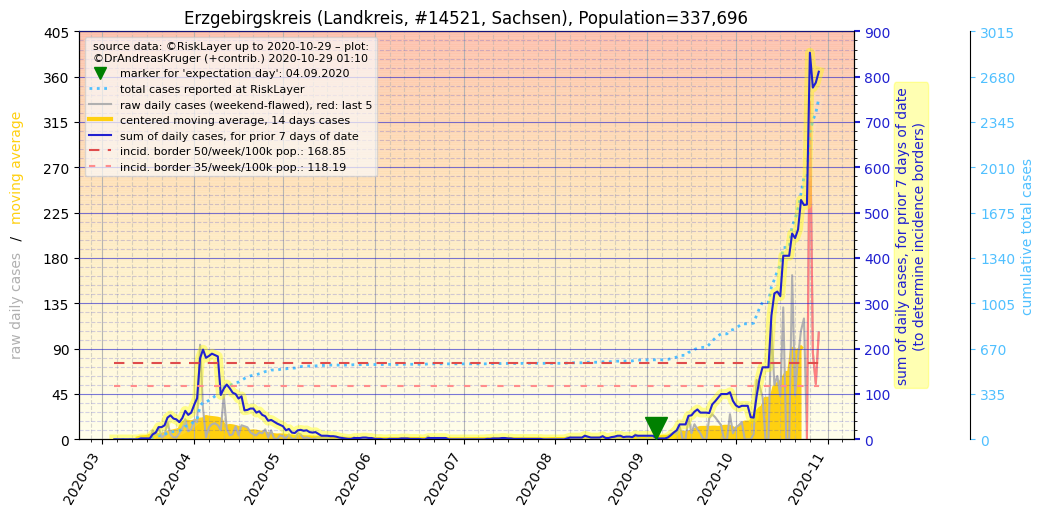 Erzgebirgskreis (Landkreis, #14521, Sachsen), Population=337,696
source data: ©RiskLayer up to 2020-10-29 – plot:
©DrAndreasKruger (+contrib.) 2020-10-29 01:10
marker for 'expectation day': 04.09.2020
total cases reported at RiskLayer
raw daily cases (weekend-flawed), red: last 5
centered moving average, 14 days cases
sum of daily cases, for prior 7 days of date
incid. border 50/week/100k pop.: 168.85
incid. border 35/week/100k pop.: 118.19
raw daily cases / moving average
405
360
315
270
225
180
135
90
45
0
900
800
700
600
500
400
300
200
100
0
sum of daily cases, for prior 7 days of date
(to determine incidence borders)
3015
2680
2345
2010
1675
1340
1005
670
335
0
cumulative total cases
2020-03
2020-04
2020-05
2020-06
2020-07
2020-08
2020-09
2020-10
2020-11